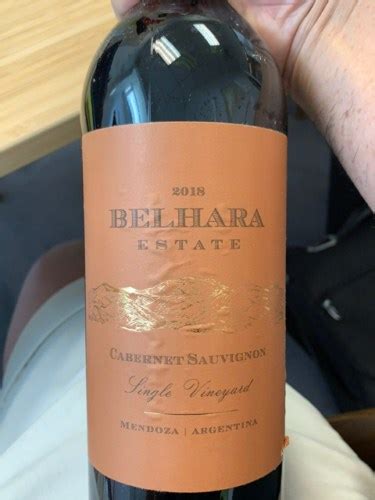 2018
BELHARA
ESTATE
CABERNET SAUVIGNON
Single Vineyard
MENDOZA | ARGENTINA